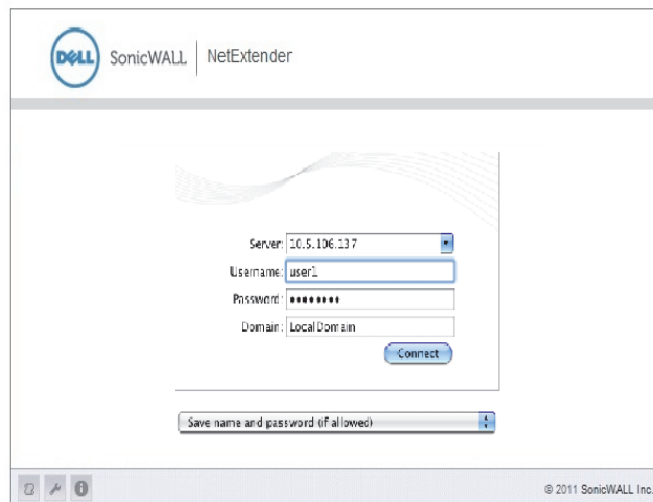 DELL SonicWALL NetExtender
Server: 10.5.106.137
Username: user1
Password: ••••••••
Domain: LocalDomain
Connect
Save name and password (if allowed)
© 2011 SonicWALL Inc.